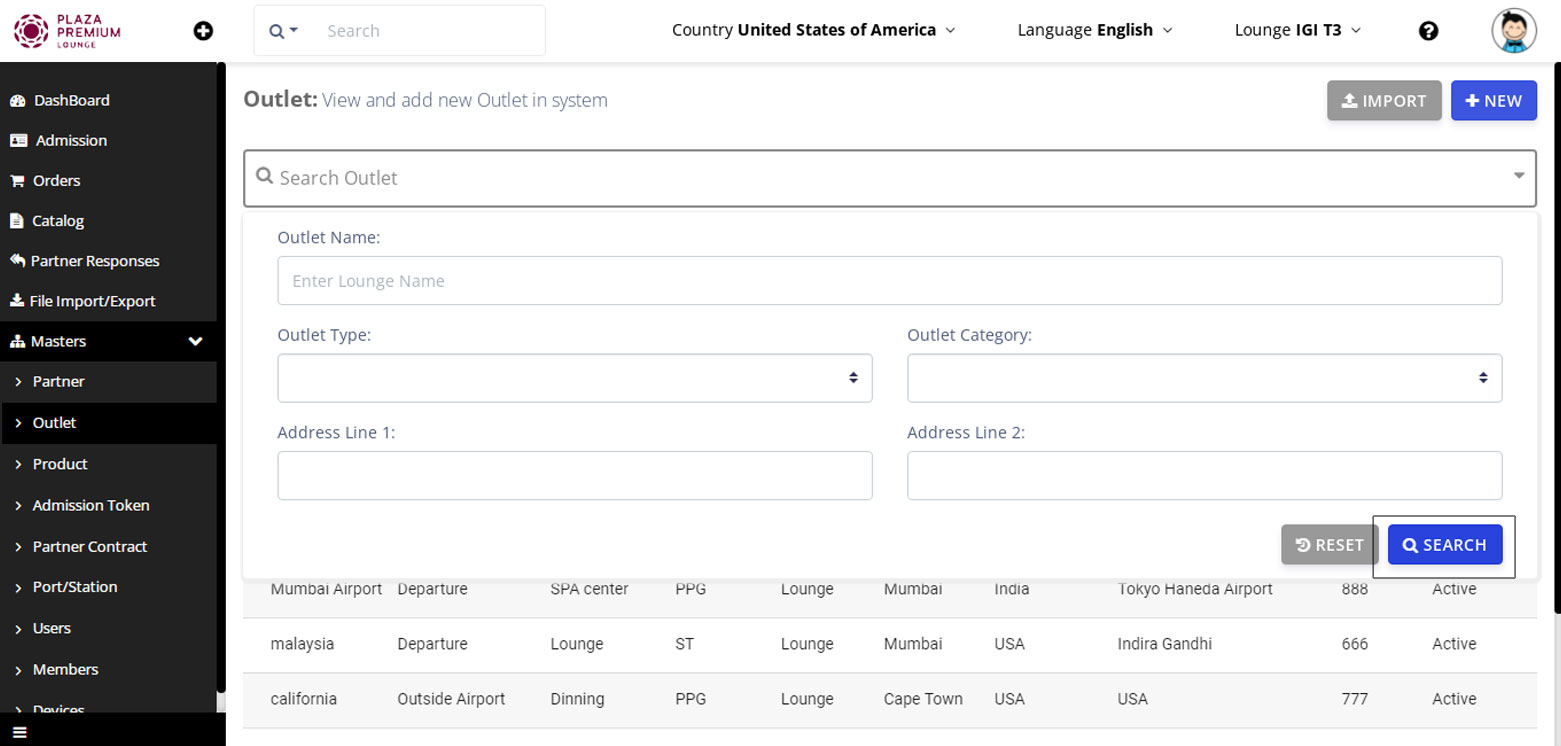 PLAZA
PREMIUM
LOUNGE
Search
Country United States of America
Language English
Lounge IGI T3
DashBoard
Admission
Orders
Catalog
Partner Responses
File Import/Export
Masters
Partner
Outlet
Product
Admission Token
Partner Contract
Port/Station
Users
Members
Devices
Outlet: View and add new Outlet in system
IMPORT
NEW
Search Outlet
Outlet Name:
Enter Lounge Name
Outlet Type:
Outlet Category:
Address Line 1:
Address Line 2:
RESET
SEARCH
Mumbai Airport Departure SPA center PPG Lounge Mumbai India Tokyo Haneda Airport 888 Active
malaysia Departure Lounge ST Lounge Mumbai USA Indira Gandhi 666 Active
california Outside Airport Dinning PPG Lounge Cape Town USA USA 777 Active